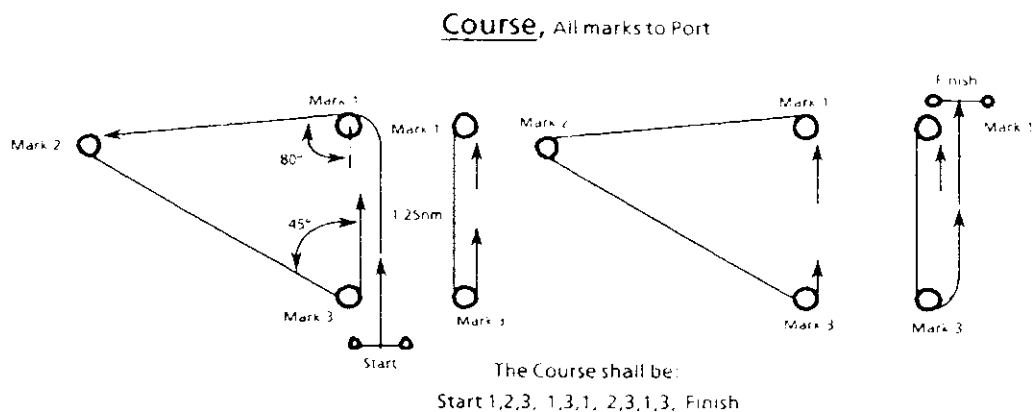 Course, All marks to Port
Finish
Mark 1
Mark 1
Mark 1
Mark 2
Mark 2
80°
45°
1.25nm
Mark 3
Mark 3
Mark 3
Start
The Course shall be:
Start 1,2,3, 1,3,1, 2,3,1,3, Finish